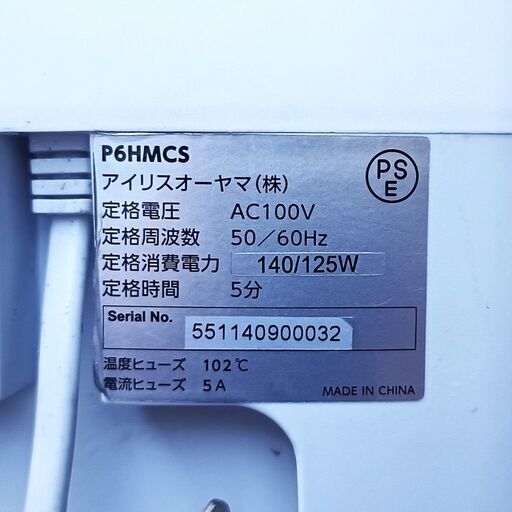 P6HMCS
アイリスオーヤマ(株)
PS
E
定格電圧 AC100V
定格周波数 50／60Hz
定格消費電力 140/125W
定格時間 5分
Serial No. 551140900032
温度ヒューズ 102℃
電流ヒューズ 5A
MADE IN CHINA